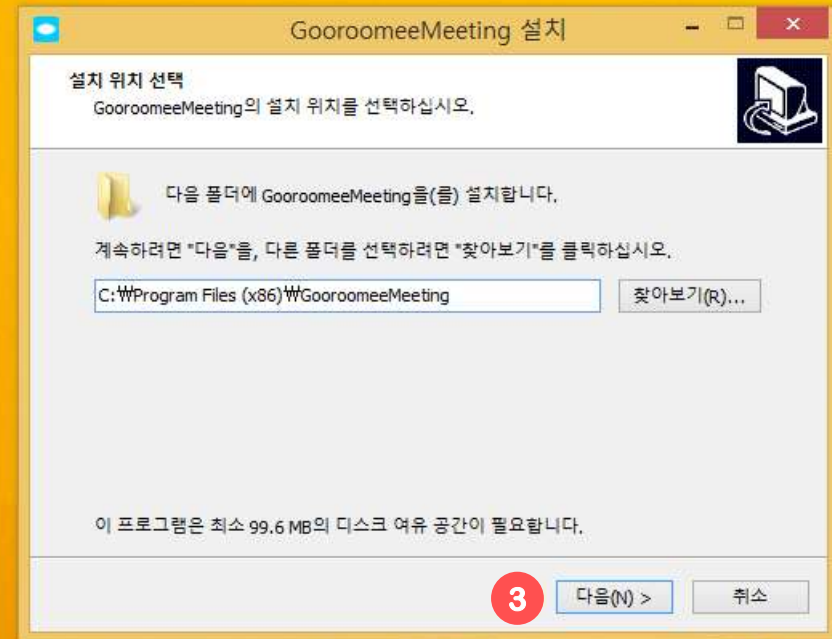 GooroomeeMeeting 설치
설치 위치 선택
GooroomeeMeeting의 설치 위치를 선택하십시오.
다음 폴더에 GooroomeeMeeting을(를) 설치합니다.
계속하려면 "다음"을, 다른 폴더를 선택하려면 "찾아보기"를 클릭하십시오.
C:₩Program Files (x86)₩GooroomeeMeeting
찾아보기(R)...
이 프로그램은 최소 99.6 MB의 디스크 여유 공간이 필요합니다.
3 다음(N) > 취소